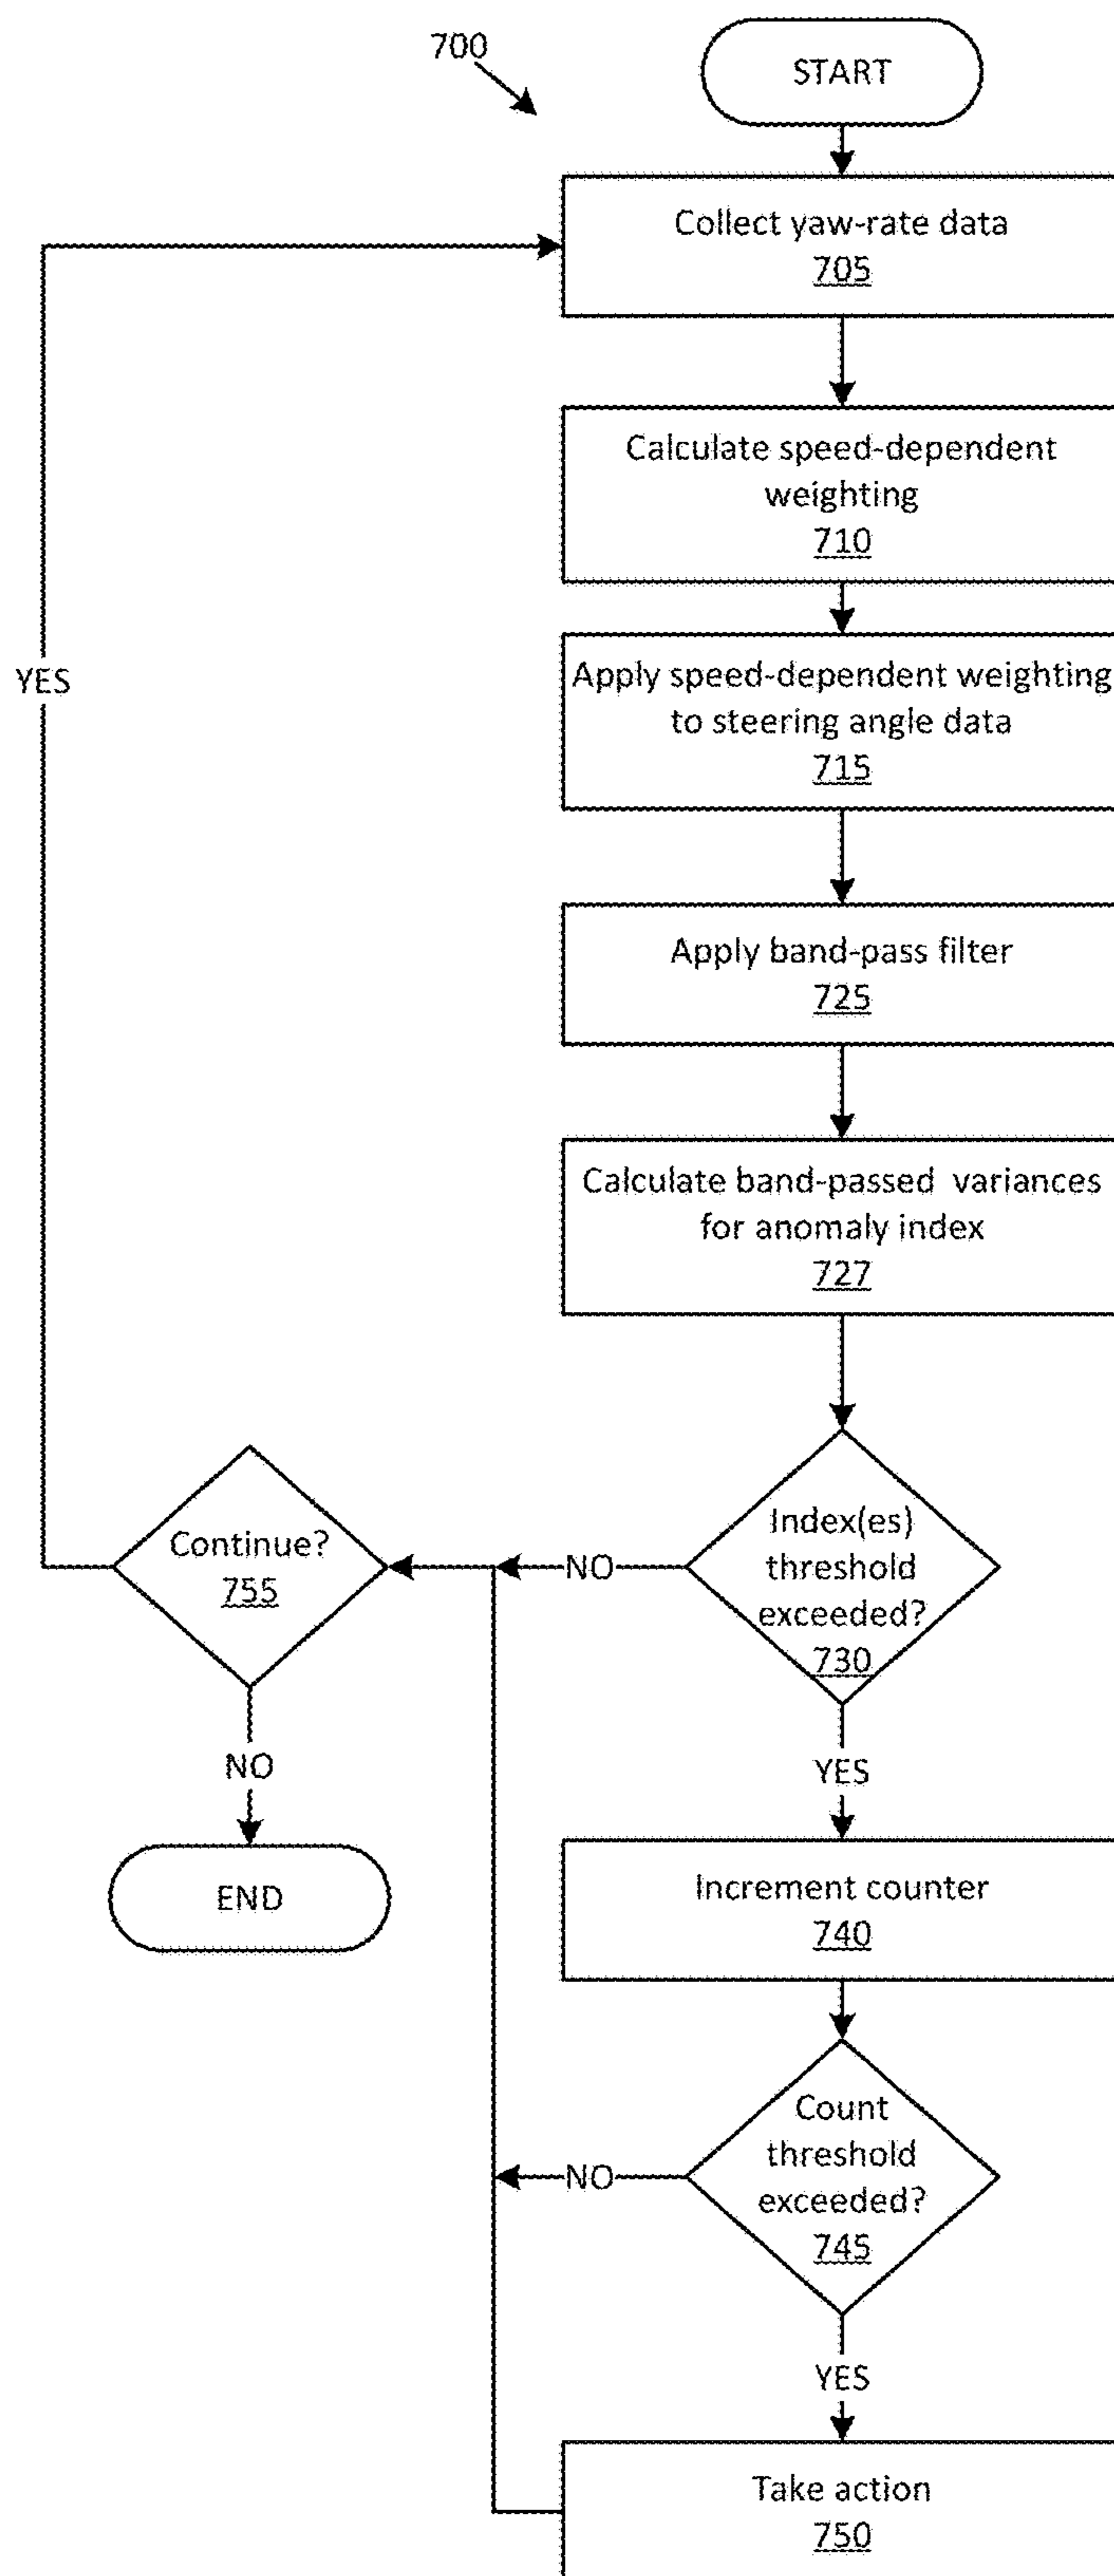 700
START
Collect yaw-rate data
705
Calculate speed-dependent
weighting
710
YES
Apply speed-dependent weighting
to steering angle data
715
Apply band-pass filter
725
Calculate band-passed variances
for anomaly index
727
Continue?
755
NO
Index(es)
threshold
exceeded?
730
NO
YES
END
Increment counter
740
NO
Count
threshold
exceeded?
745
YES
Take action
750